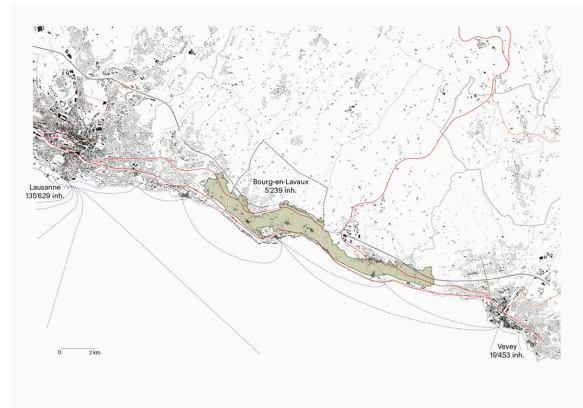 Bourg-en-Lavaux
5'239 inh.
Lausanne
135'629 inh.
Vevey
19'453 inh.
0 2 km